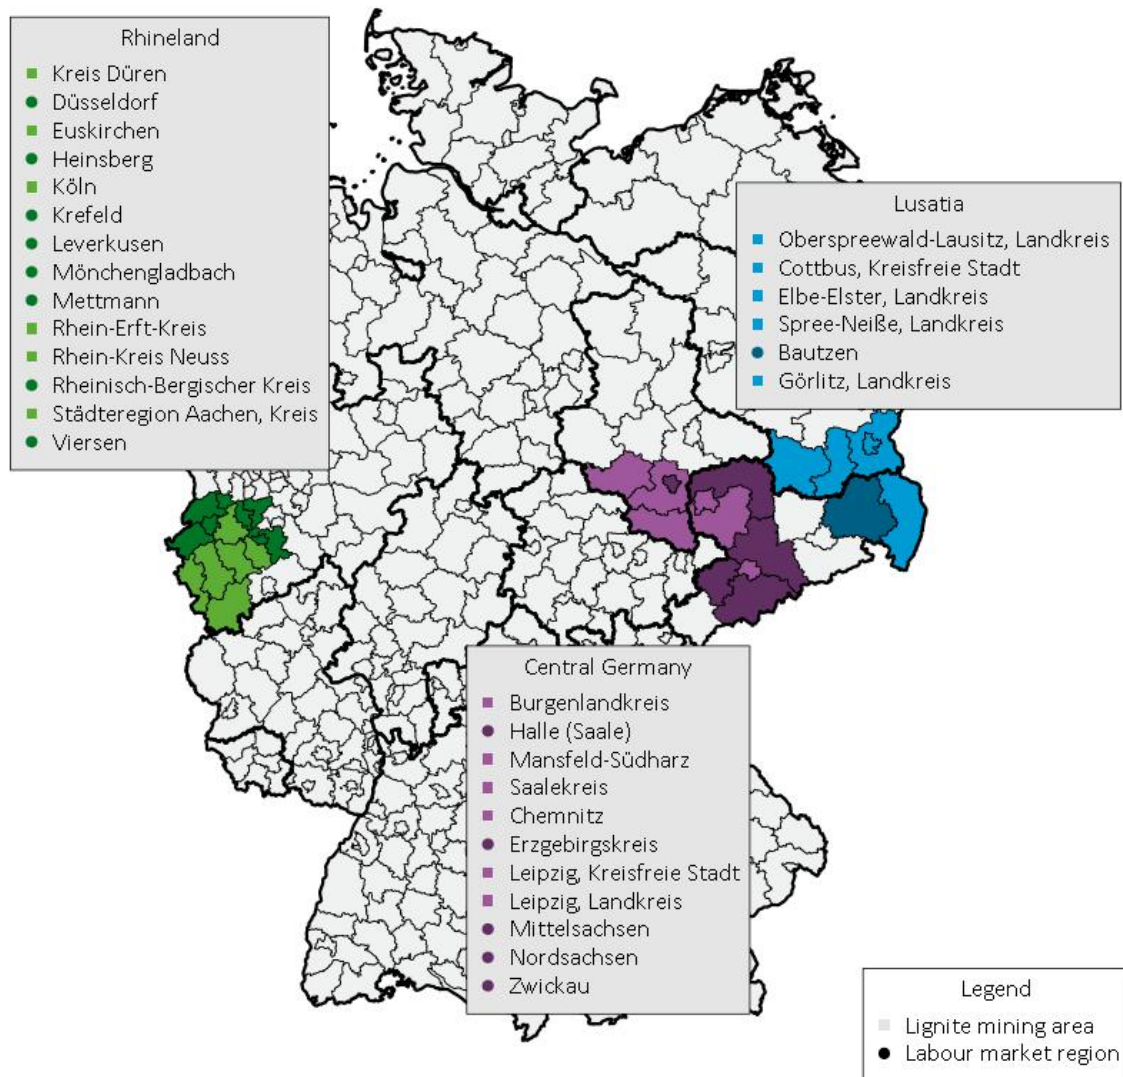 Rhineland
Kreis Düren
Düsseldorf
Euskirchen
Heinsberg
Köln
Krefeld
Leverkusen
Mönchengladbach
Mettmann
Rhein-Erft-Kreis
Rhein-Kreis Neuss
Rheinisch-Bergischer Kreis
Städteregion Aachen, Kreis
Viersen
Lusatia
Oberspreewald-Lausitz, Landkreis
Cottbus, Kreisfreie Stadt
Elbe-Elster, Landkreis
Spree-Neiße, Landkreis
Bautzen
Görlitz, Landkreis
Central Germany
Burgenlandkreis
Halle (Saale)
Mansfeld-Südharz
Saalekreis
Chemnitz
Erzgebirgskreis
Leipzig, Kreisfreie Stadt
Leipzig, Landkreis
Mittelsachsen
Nordsachsen
Zwickau
Legend
Lignite mining area
Labour market region